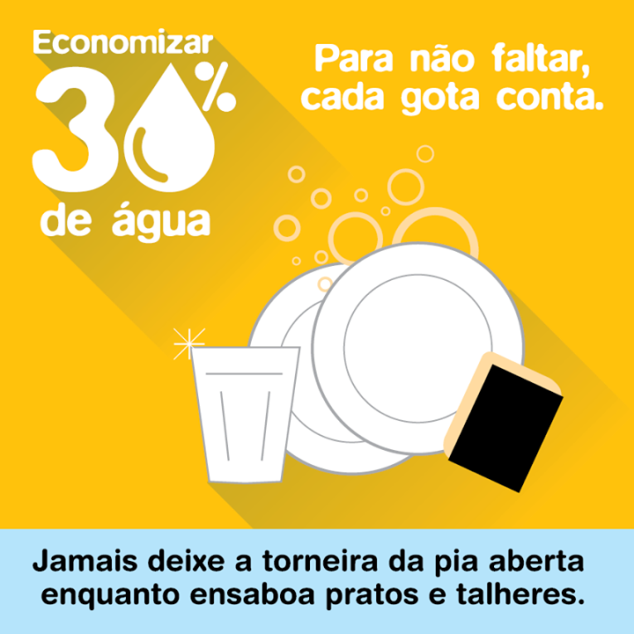 Economizar
30%
de água
Para não faltar,
cada gota conta.
Jamais deixe a torneira da pia aberta
enquanto ensaboa pratos e talheres.